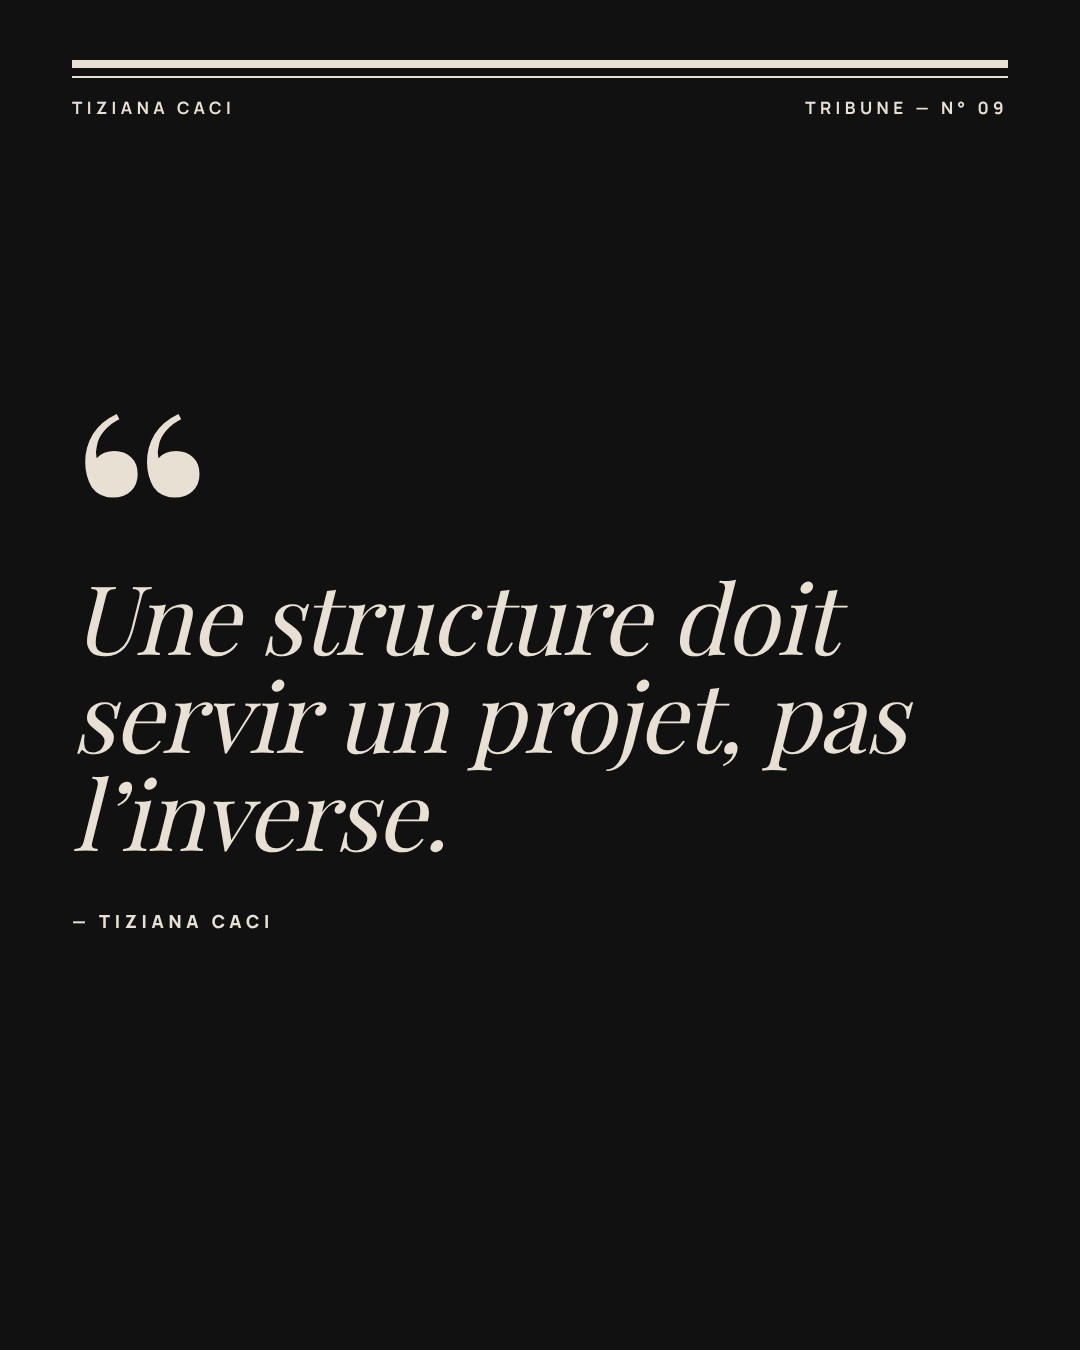 TIZIANA CACI
TRIBUNE — N° 09
“
Une structure doit
servir un projet, pas
l’inverse.
— TIZIANA CACI